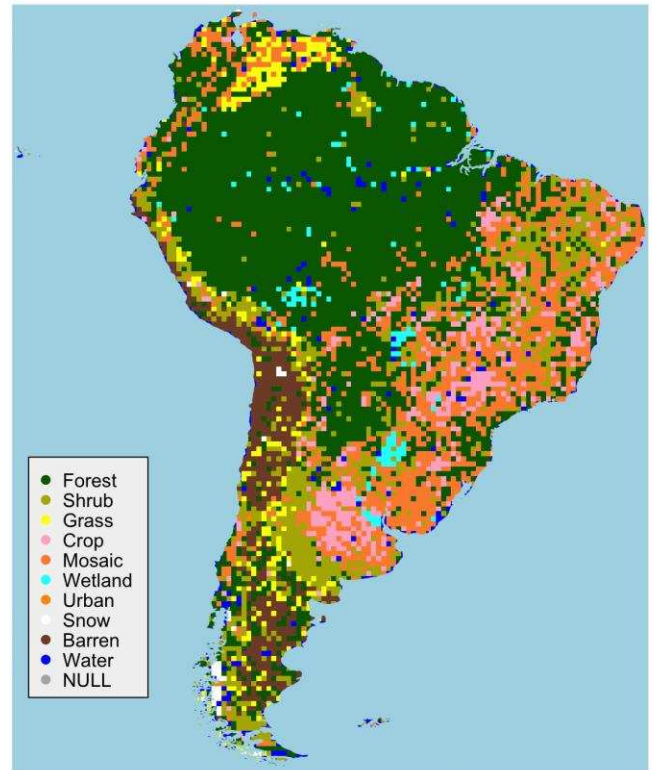 Forest
Shrub
Grass
Crop
Mosaic
Wetland
Urban
Snow
Barren
Water
NULL